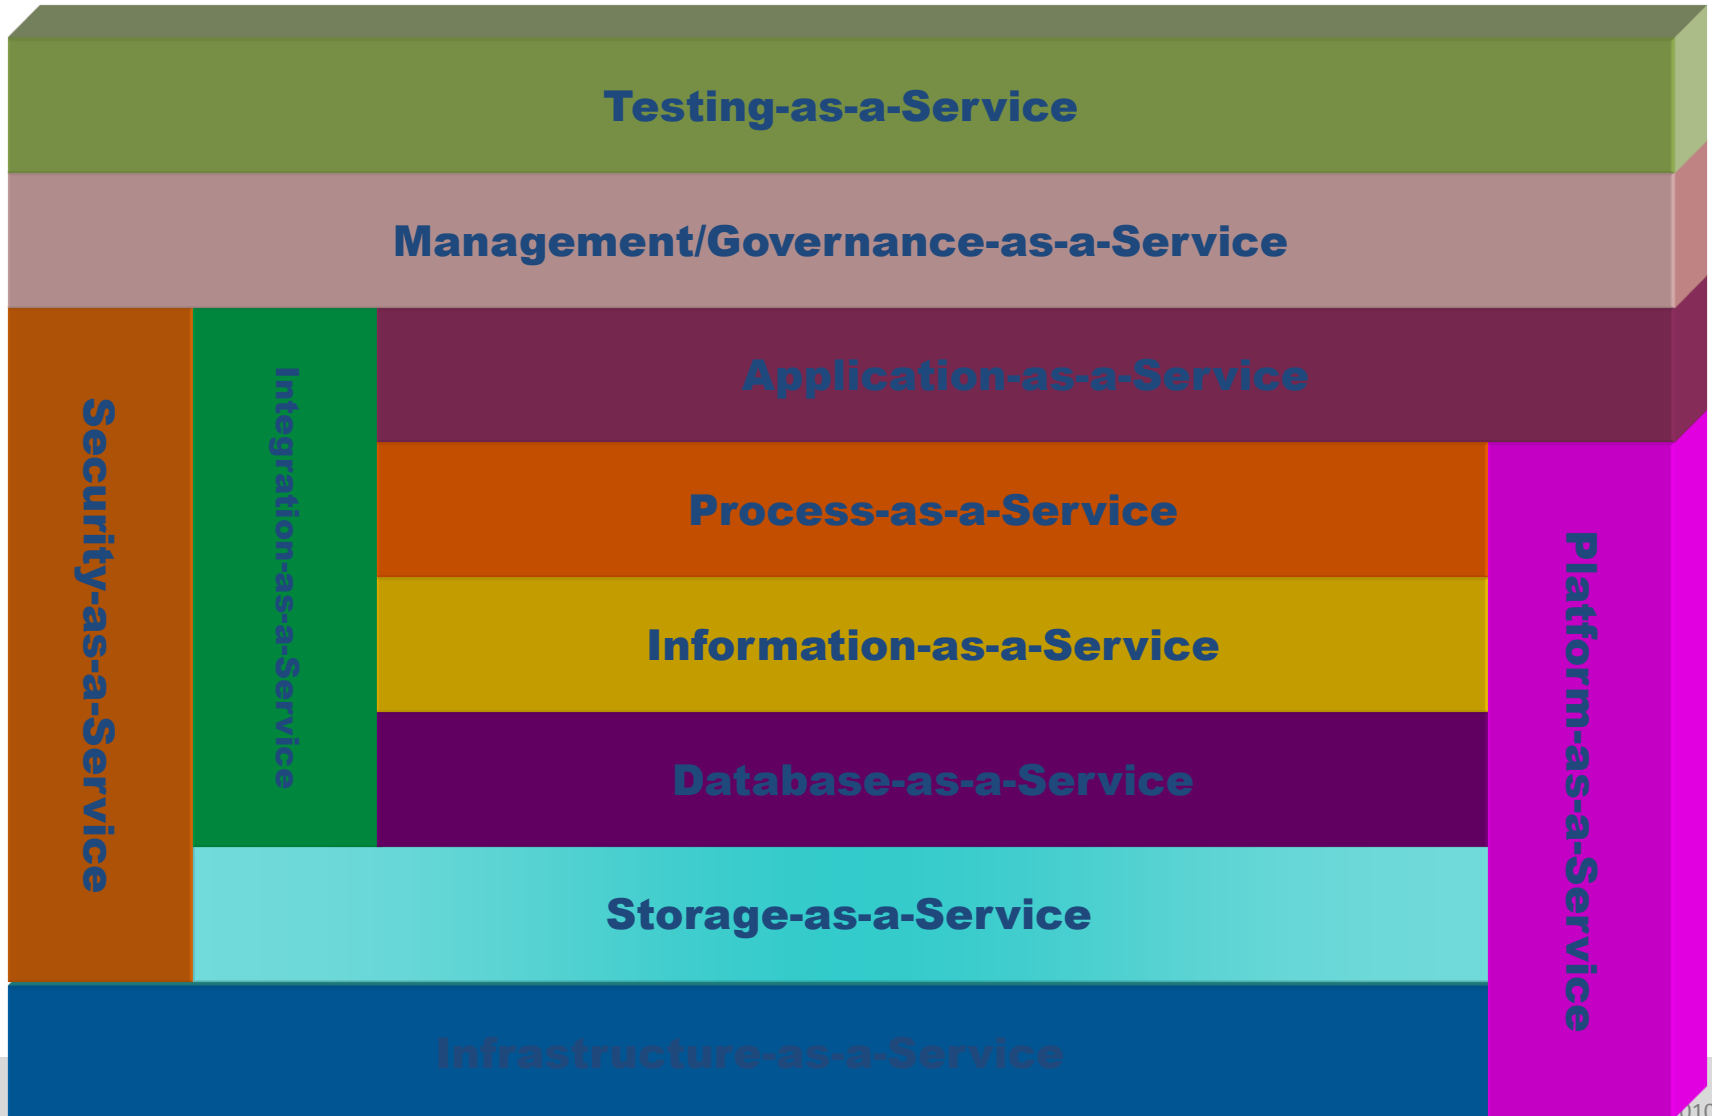 Testing-as-a-Service
Management/Governance-as-a-Service
Security-as-a-Service
Integration-as-a-Service
Application-as-a-Service
Process-as-a-Service
Information-as-a-Service
Database-as-a-Service
Platform-as-a-Service
Storage-as-a-Service
Infrastructure-as-a-Service